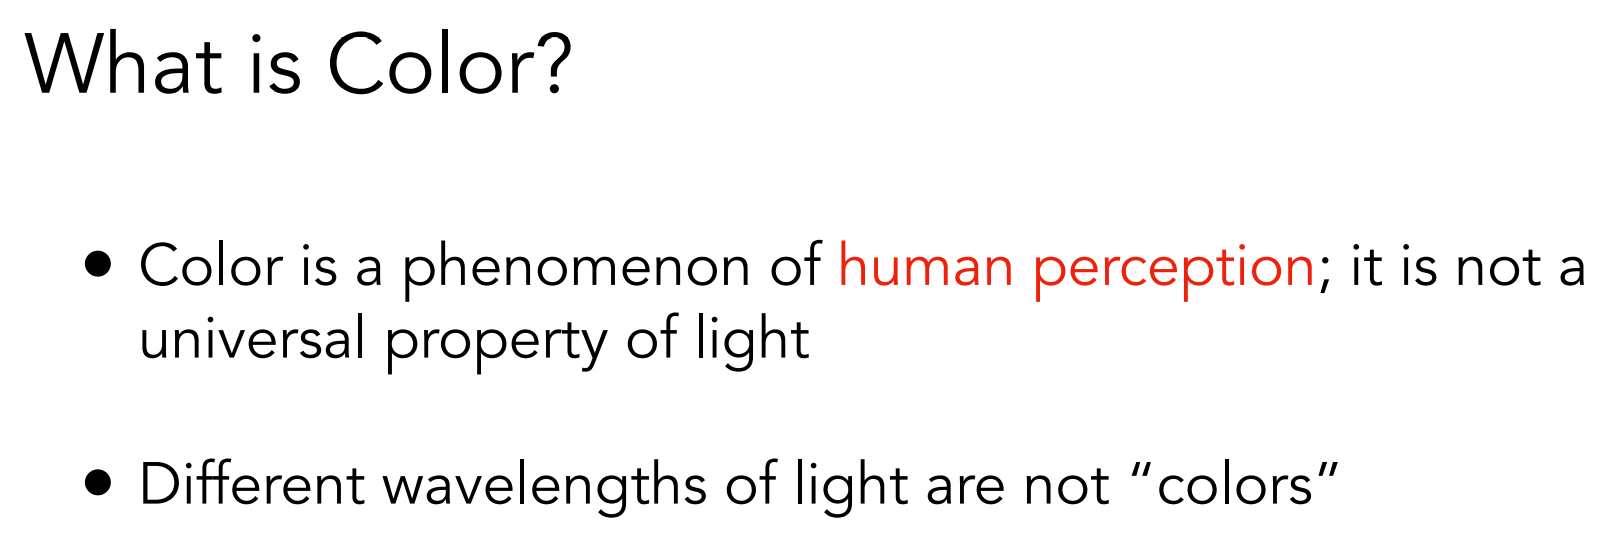 What is Color?
• Color is a phenomenon of human perception; it is not a
universal property of light
• Different wavelengths of light are not “colors”